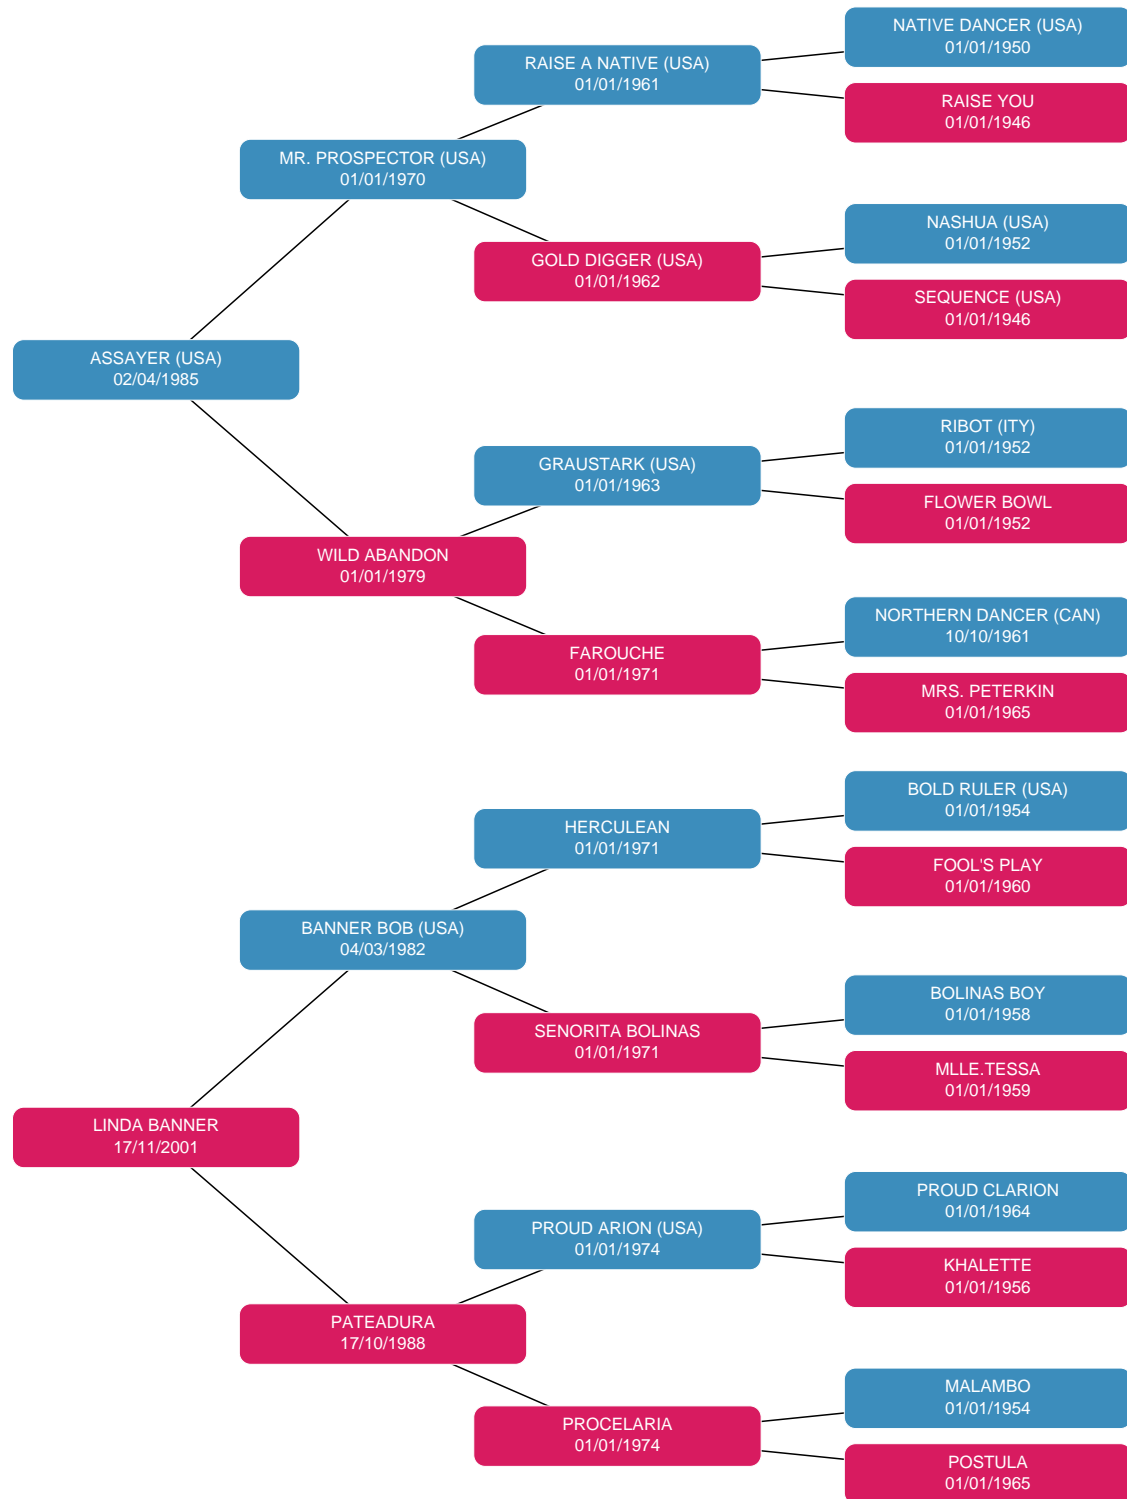 NATIVE DANCER (USA)
01/01/1950
RAISE A NATIVE (USA)
01/01/1961
RAISE YOU
01/01/1946
MR. PROSPECTOR (USA)
01/01/1970
NASHUA (USA)
01/01/1952
GOLD DIGGER (USA)
01/01/1962
SEQUENCE (USA)
01/01/1946
ASSAYER (USA)
02/04/1985
RIBOT (ITY)
01/01/1952
GRAUSTARK (USA)
01/01/1963
FLOWER BOWL
01/01/1952
WILD ABANDON
01/01/1979
NORTHERN DANCER (CAN)
10/10/1961
FAROUCHE
01/01/1971
MRS. PETERKIN
01/01/1965
BOLD RULER (USA)
01/01/1954
HERCULEAN
01/01/1971
FOOL'S PLAY
01/01/1960
BANNER BOB (USA)
04/03/1982
BOLINAS BOY
01/01/1958
SENORITA BOLINAS
01/01/1971
MLLE.TESSA
01/01/1959
LINDA BANNER
17/11/2001
PROUD CLARION
01/01/1964
PROUD ARION (USA)
01/01/1974
KHALETTE
01/01/1956
PATEADURA
17/10/1988
MALAMBO
01/01/1954
PROCELARIA
01/01/1974
POSTULA
01/01/1965